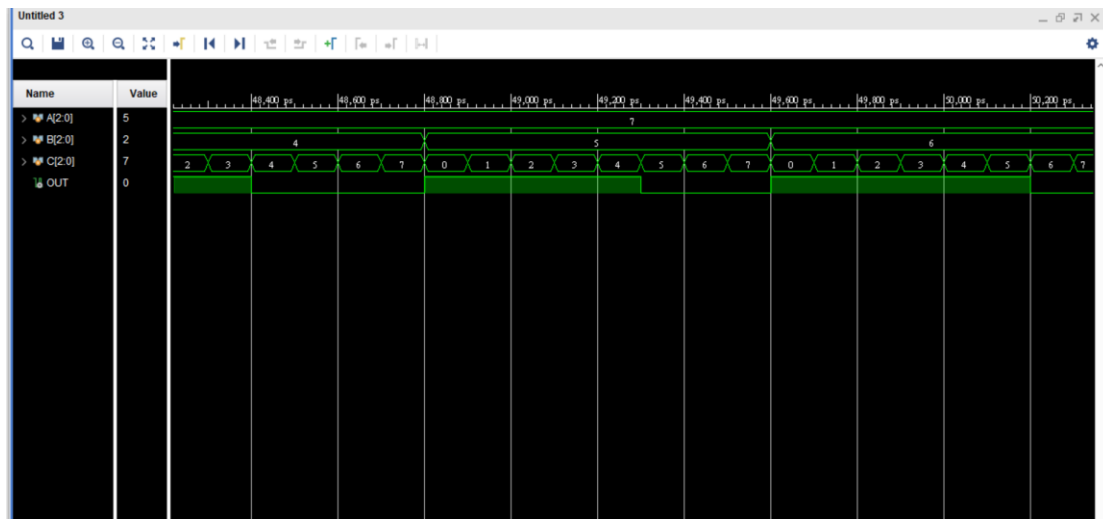 Untitled 3
Name Value
48,400 ps 48,600 ps 48,800 ps 49,000 ps 49,200 ps 49,400 ps 49,600 ps 49,800 ps 50,000 ps 50,200 ps
A[2:0] 5 7
B[2:0] 2 4 5 6
C[2:0] 7 2 3 4 5 6 7 0 1 2 3 4 5 6 7 0 1 2 3 4 5 6 7
OUT 0